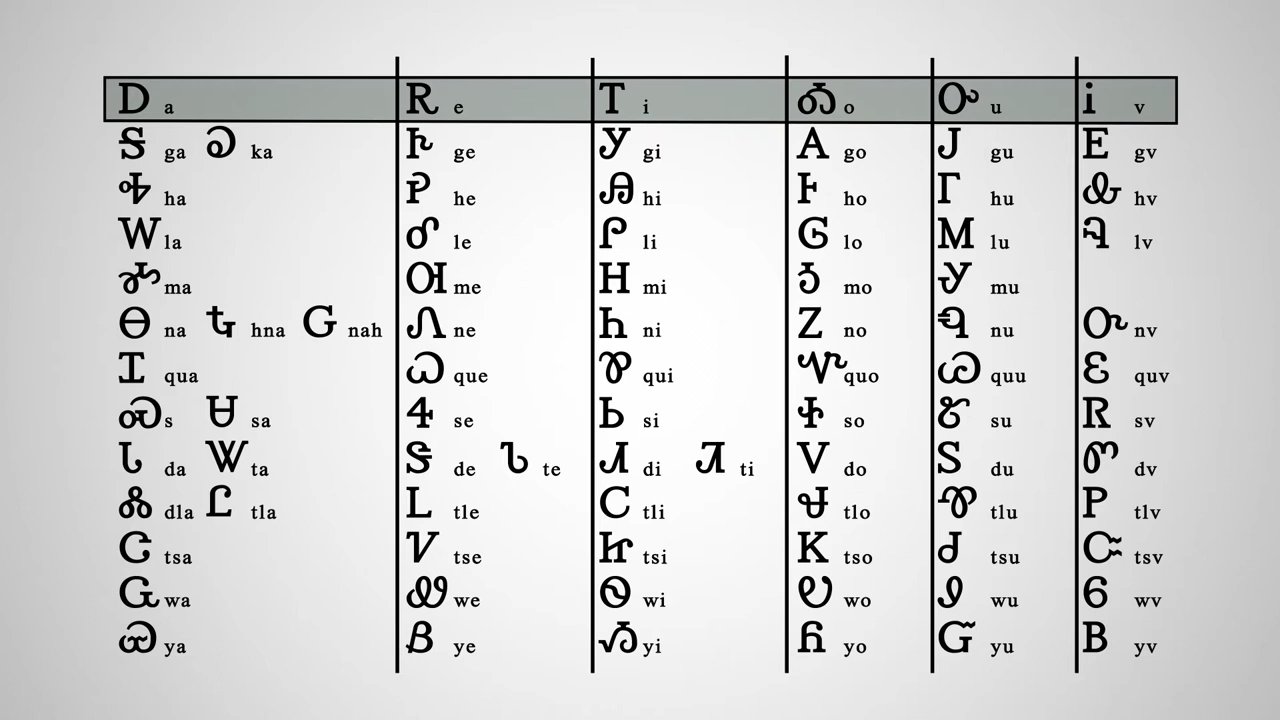 Ꭰ a Ꭱ e Ꭲ i Ꭳ o Ꭴ u Ꭵ v
Ꭶ ga Ꭷ ka Ꭸ ge Ꭹ gi Ꭺ go Ꭻ gu Ꭼ gv
Ꭽ ha Ꭾ he Ꭿ hi Ꮀ ho Ꮁ hu Ꮂ hv
Ꮃ la Ꮄ le Ꮅ li Ꮆ lo Ꮇ lu Ꮈ lv
Ꮉ ma Ꮊ me Ꮋ mi Ꮌ mo Ꮍ mu
Ꮎ na Ꮏ hna Ꮐ nah Ꮑ ne Ꮒ ni Ꮓ no Ꮔ nu Ꮕ nv
Ꮖ qua Ꮗ que Ꮘ qui Ꮙ quo Ꮚ quu Ꮛ quv
Ꮝ s Ꮜ sa Ꮞ se Ꮟ si Ꮠ so Ꮡ su Ꮢ sv
Ꮣ da Ꮤ ta Ꮥ de Ꮦ te Ꮧ di Ꮨ ti Ꮩ do Ꮪ du Ꮫ dv
Ꮬ dla Ꮭ tla Ꮮ tle Ꮯ tli Ꮰ tlo Ꮱ tlu Ꮲ tlv
Ꮳ tsa Ꮴ tse Ꮵ tsi Ꮶ tso Ꮷ tsu Ꮸ tsv
Ꮹ wa Ꮺ we Ꮻ wi Ꮼ wo Ꮽ wu Ꮾ wv
Ꮿ ya Ᏸ ye Ᏹ yi Ᏺ yo Ᏻ yu Ᏼ yv